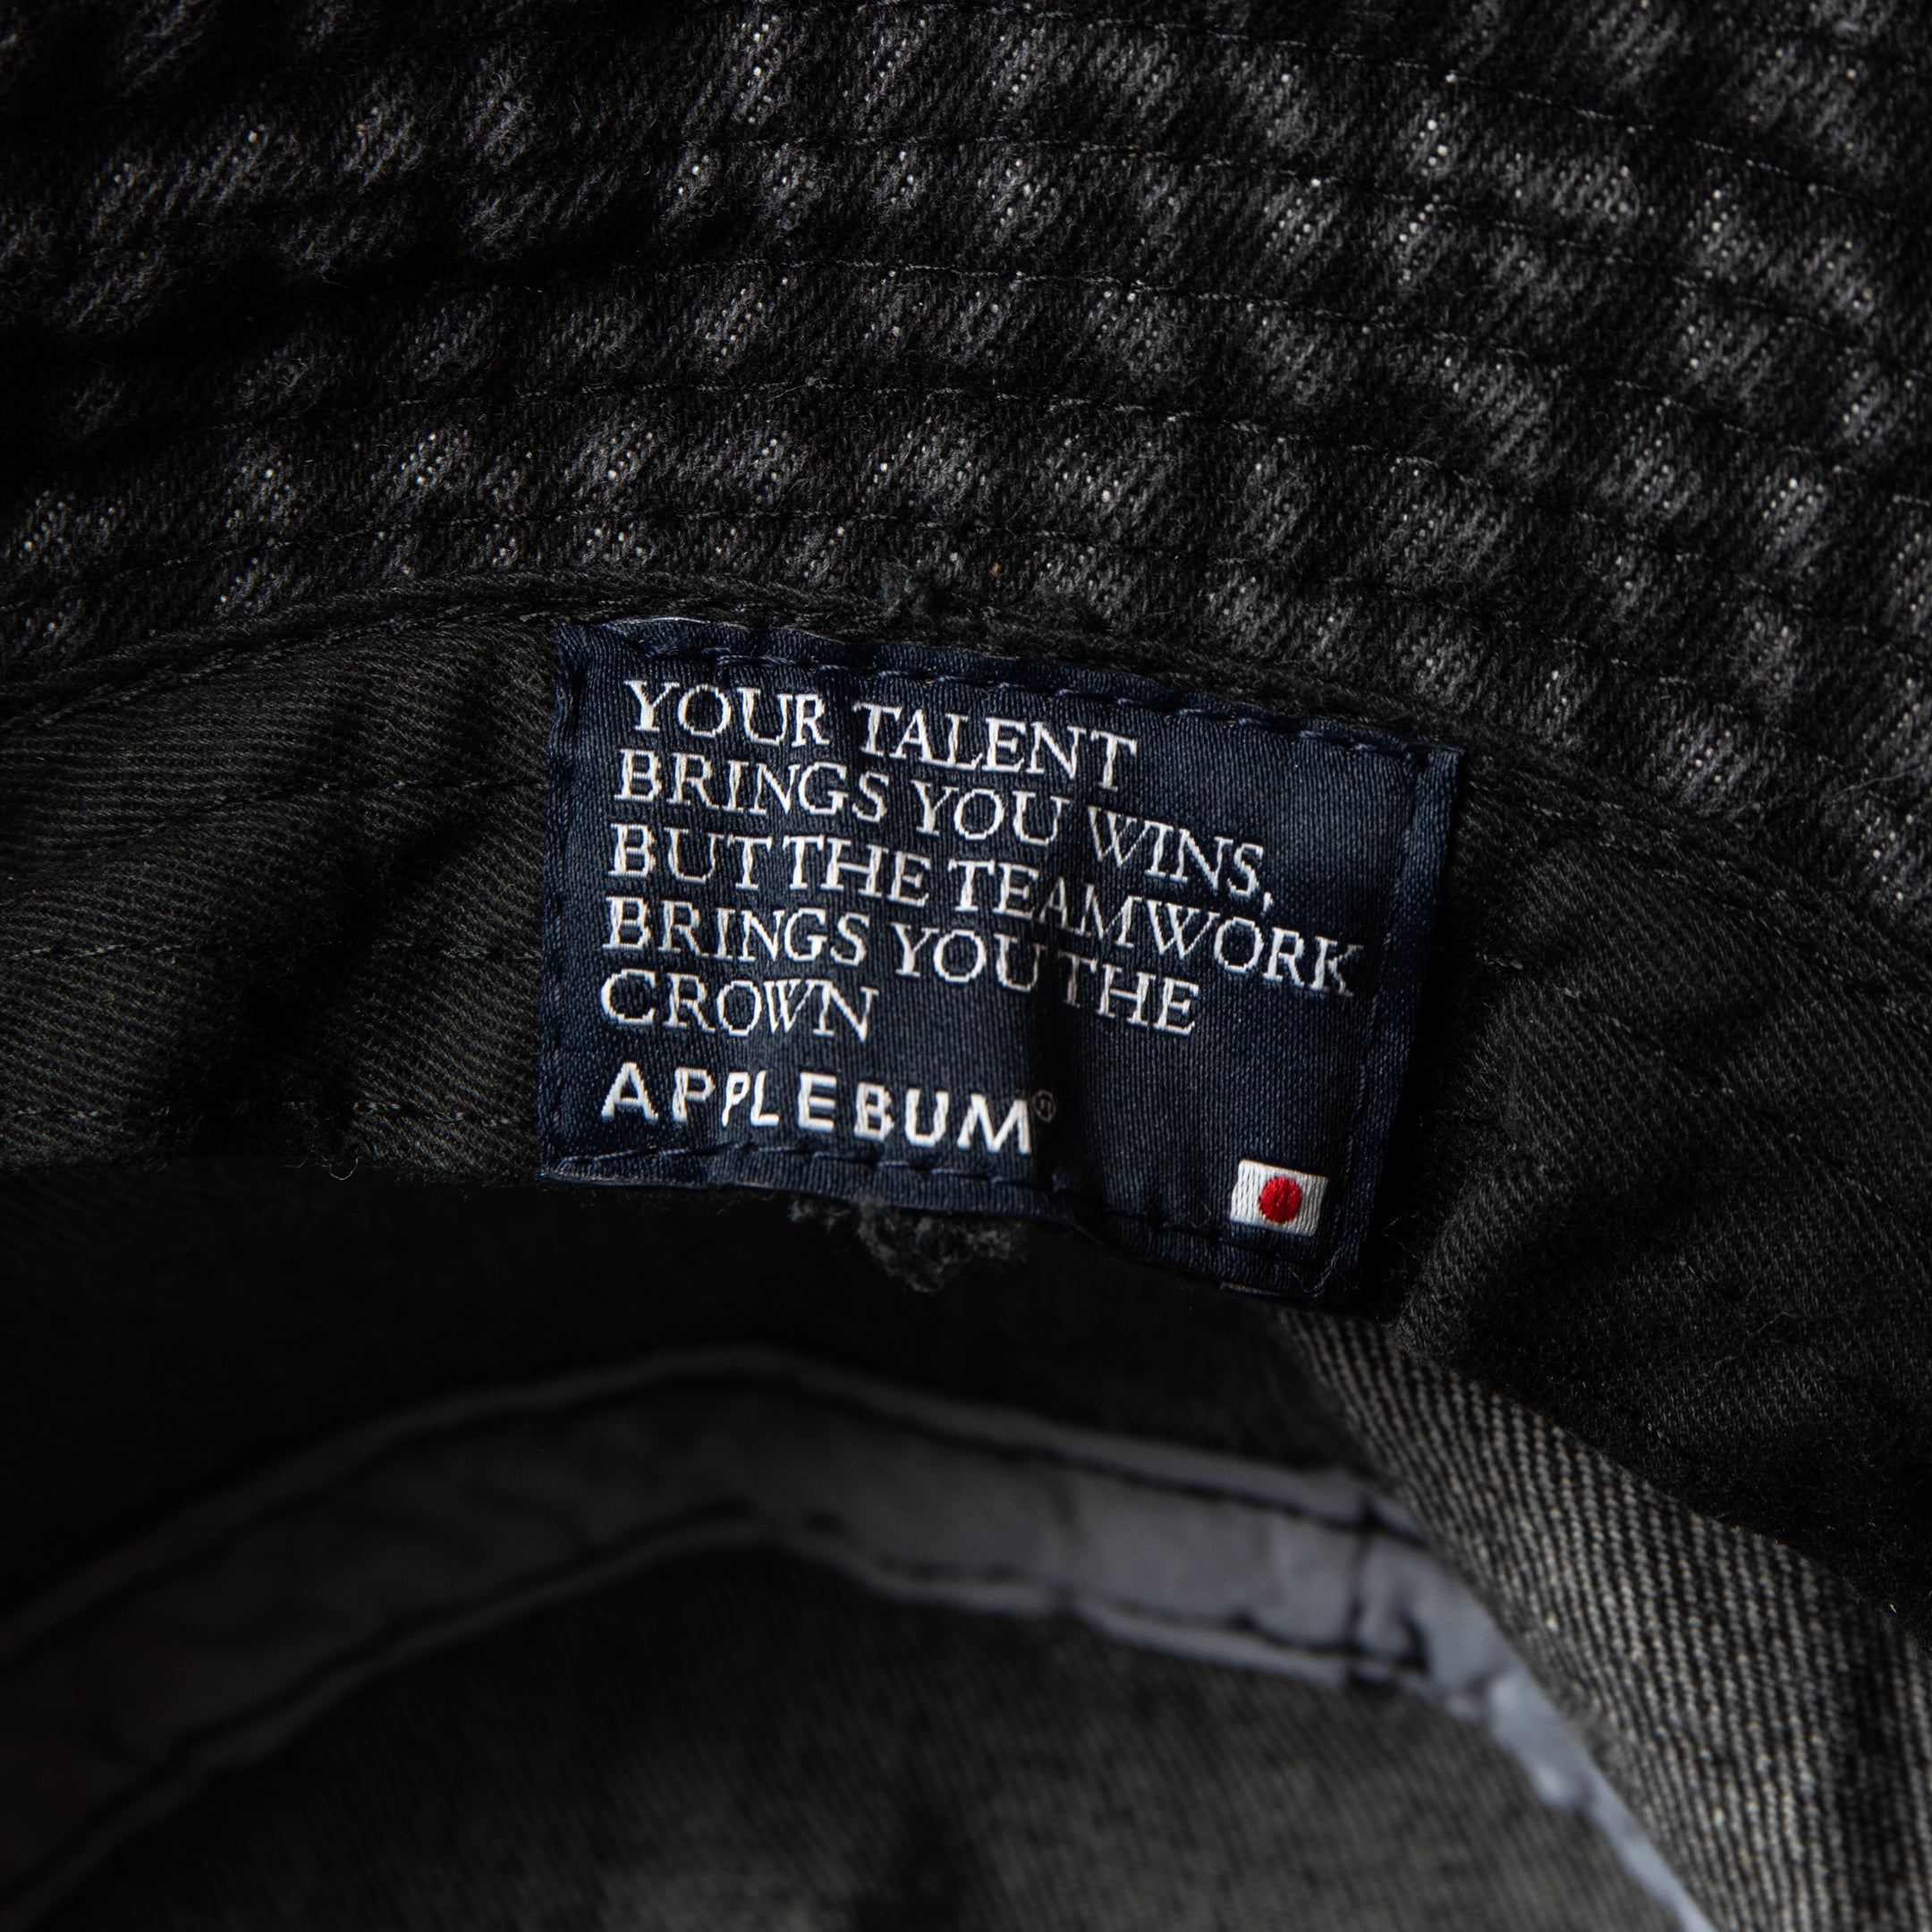 YOUR TALENT
BRINGS YOU WINS,
BUT THE TEAMWORK
BRINGS YOU THE
CROWN
APPLEBUM®